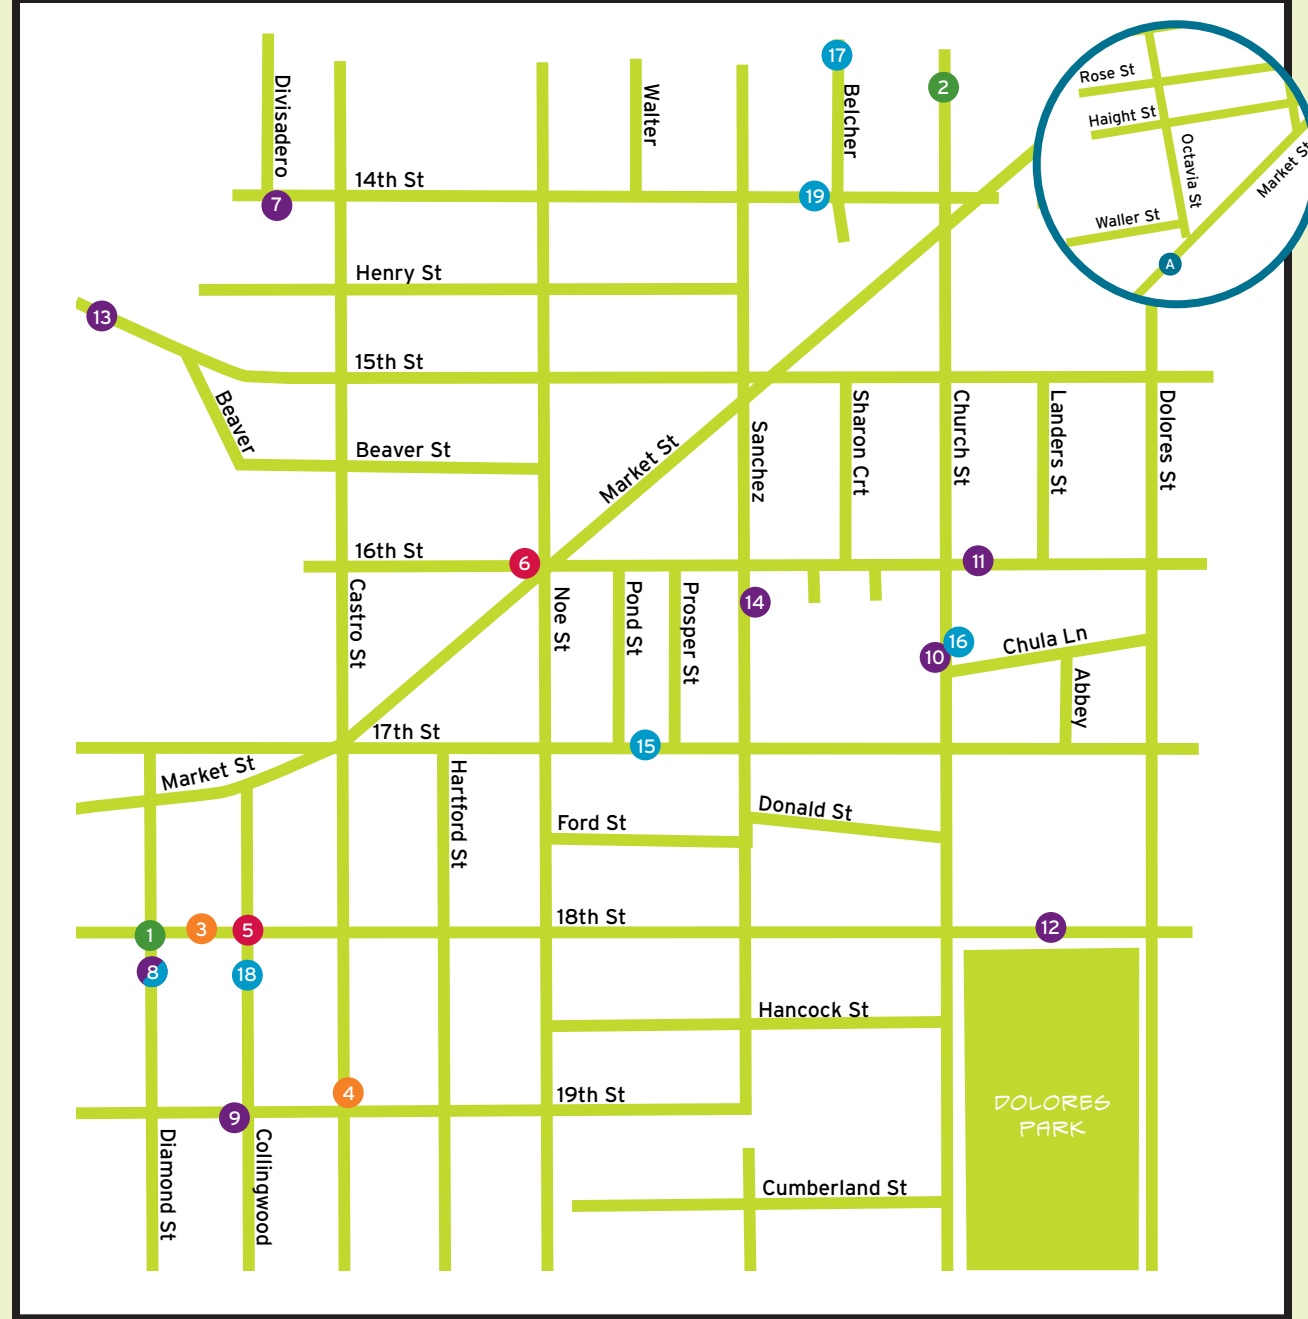 Divisadero
Walter
17
Belcher
2
Rose St
Haight St
Octavia St
Market St
Waller St
A
14th St
7
19
Henry St
13
15th St
Beaver
Beaver St
Market St
Sanchez
Sharon Crt
Church St
Landers St
Dolores St
16th St
6
11
Castro St
Noe St
Pond St
Prosper St
14
16
10
Chula Ln
Abbey
17th St
15
Market St
Hartford St
Ford St
Donald St
18th St
1
3
5
12
8
18
Hancock St
4
19th St
9
DOLORES
PARK
Diamond St
Collingwood
Cumberland St